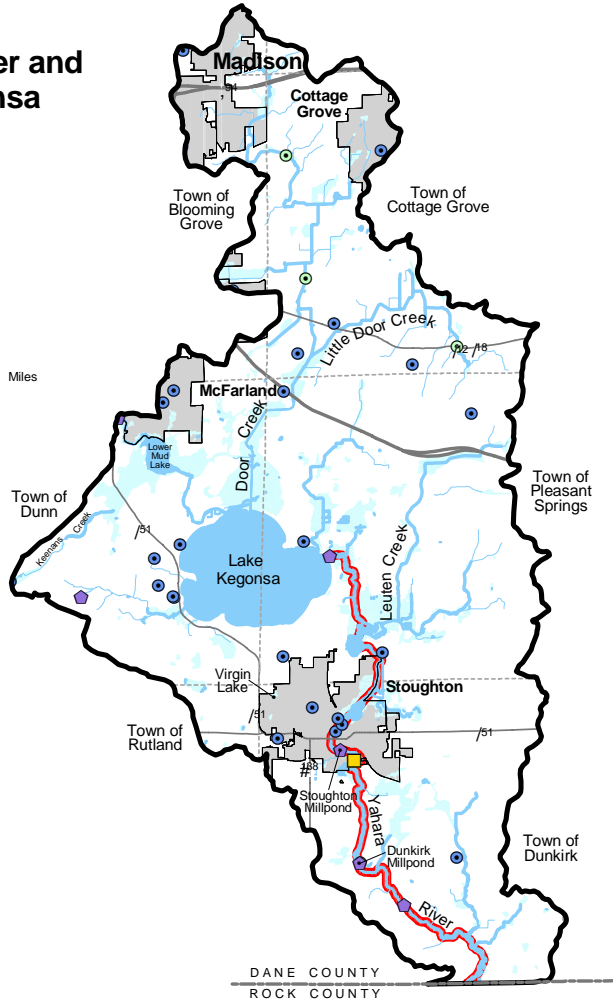 er and
nsa
Madison
94
Cottage
Grove
Town of
Blooming
Grove
Town of
Cottage Grove
Little Door Creek
/12 /18
Miles
McFarland
Door Creek
Lower
Mud
Lake
Town of
Dunn
Keenans Creek
/51
Town of
Pleasant
Springs
Lake
Kegonsa
Leuten Creek
Virgin
Lake
Stoughton
/51
Town of
Rutland
/51
#138
Stoughton
Millpond
Yahara
Dunkirk
Millpond
Town of
Dunkirk
River
DANE COUNTY
ROCK COUNTY